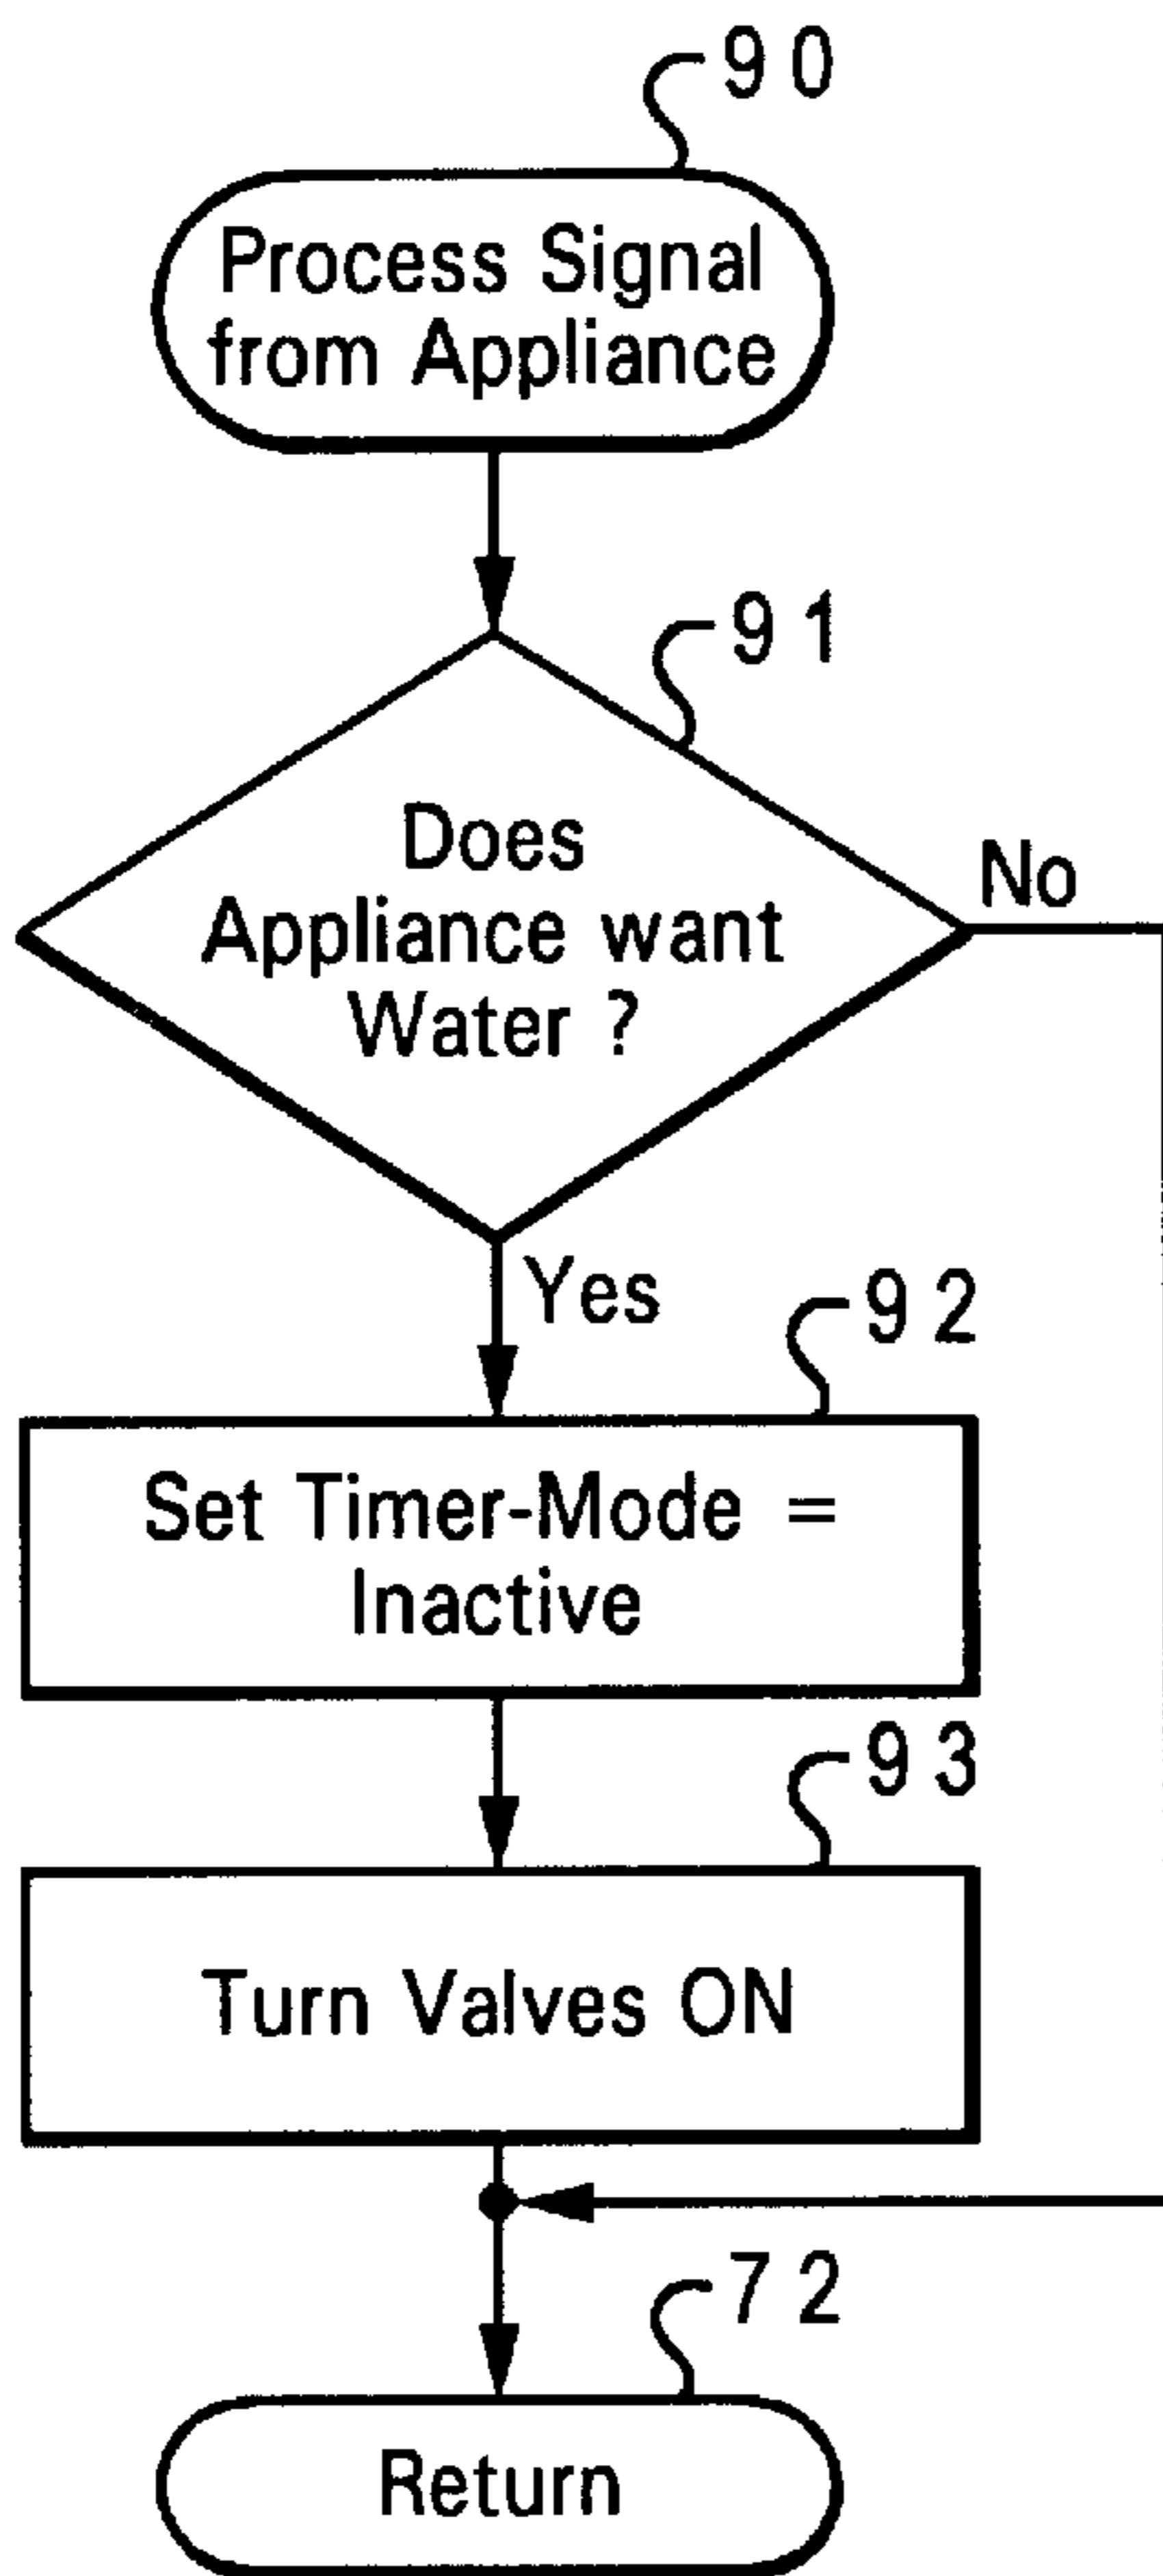 90
Process Signal
from Appliance
91
Does
Appliance want
Water ?
No
Yes
92
Set Timer-Mode =
Inactive
93
Turn Valves ON
72
Return